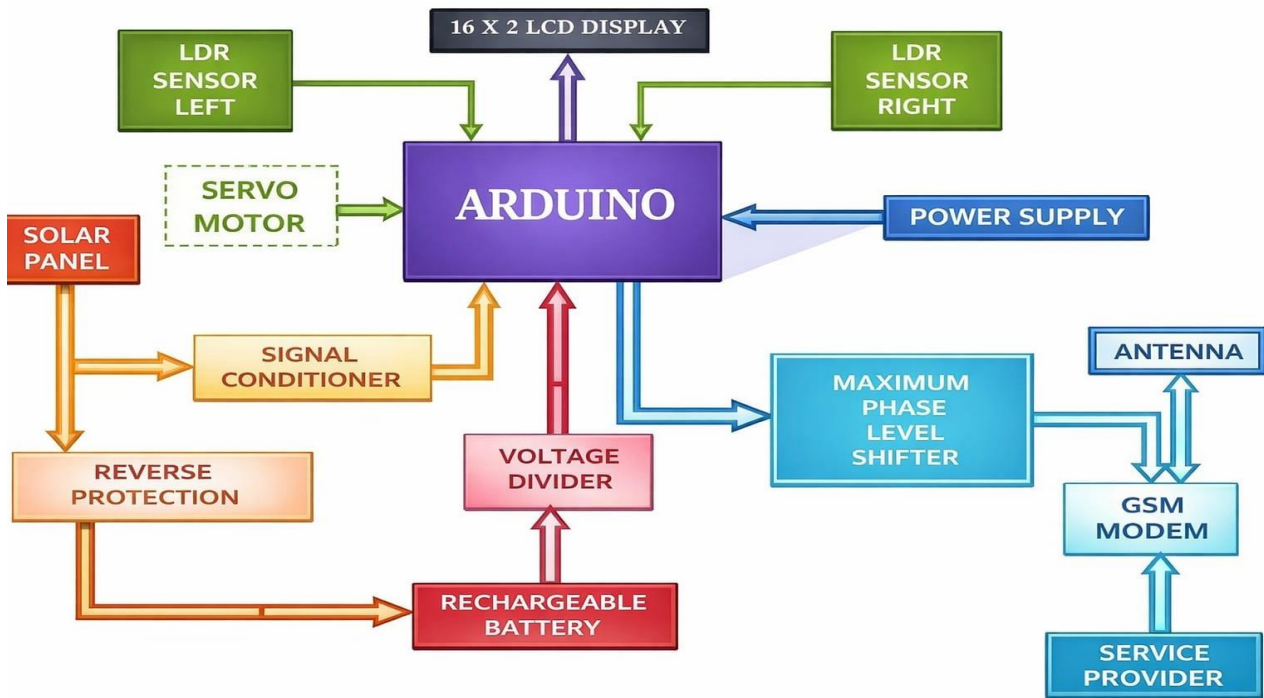 16 X 2 LCD DISPLAY
LDR
SENSOR
LEFT
LDR
SENSOR
RIGHT
SERVO
MOTOR
ARDUINO
POWER SUPPLY
SOLAR
PANEL
SIGNAL
CONDITIONER
ANTENNA
MAXIMUM
PHASE
LEVEL
SHIFTER
REVERSE
PROTECTION
VOLTAGE
DIVIDER
GSM
MODEM
RECHARGEABLE
BATTERY
SERVICE
PROVIDER